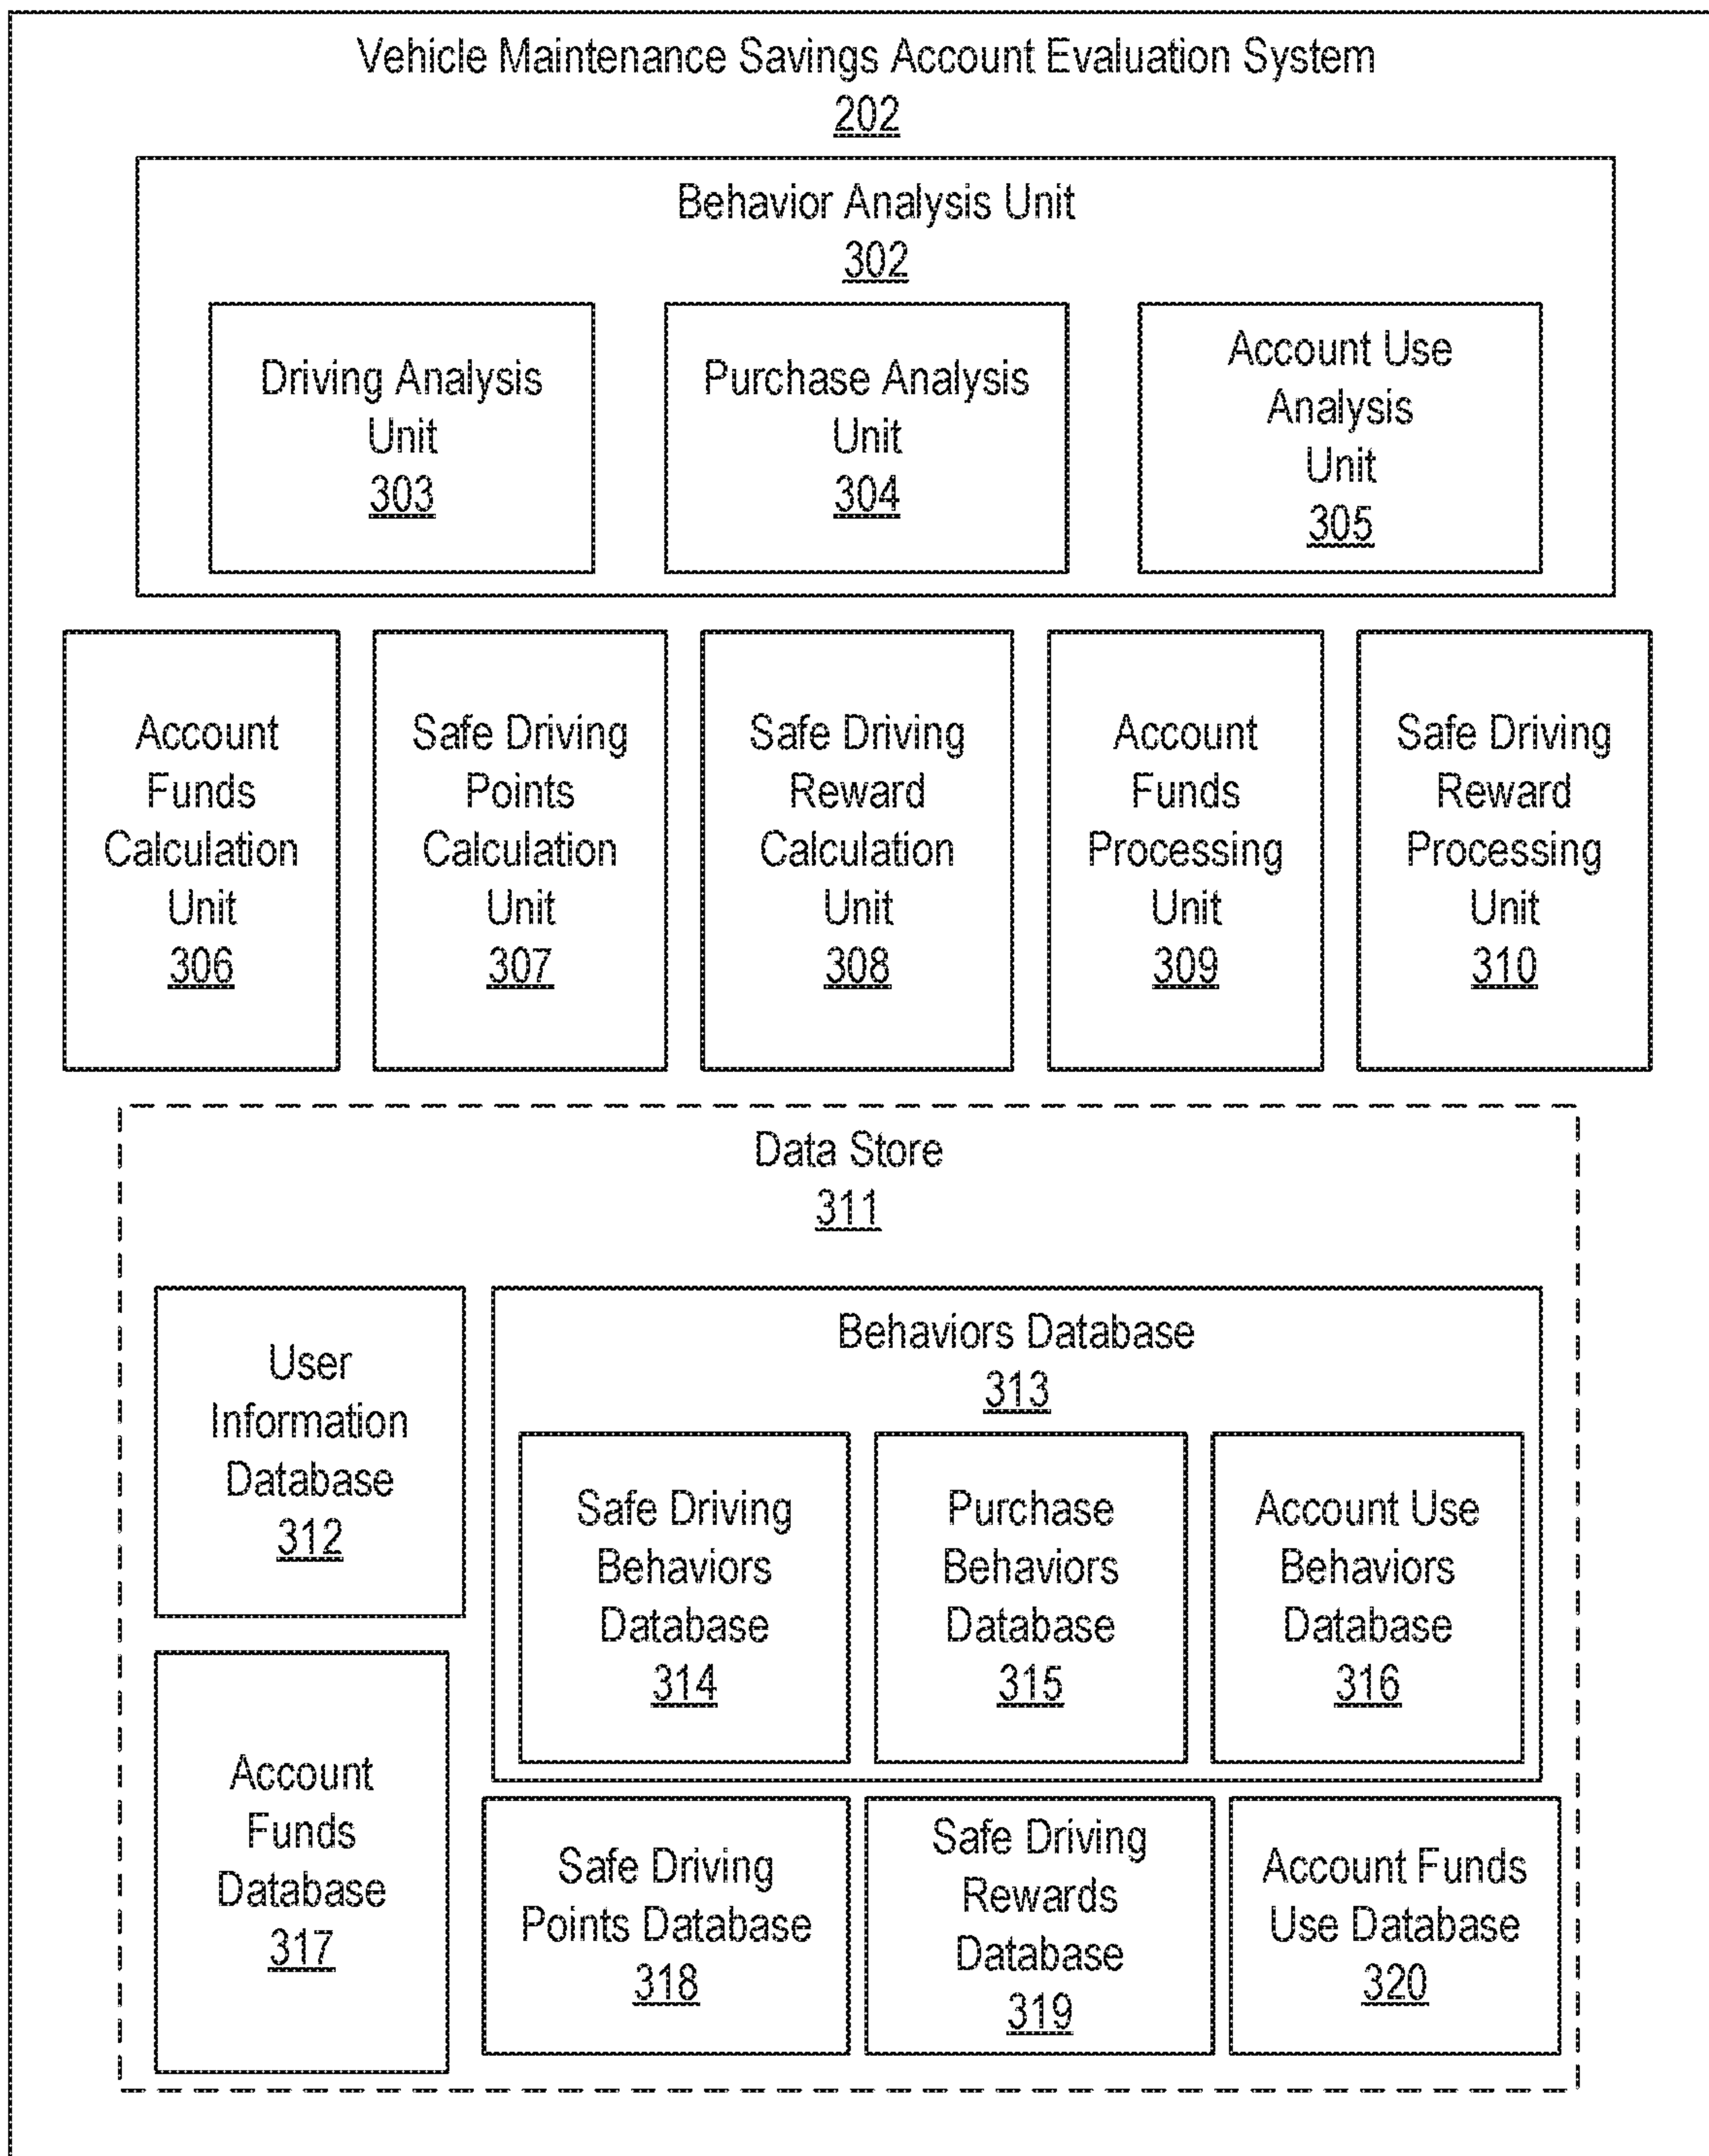 Vehicle Maintenance Savings Account Evaluation System
202
Behavior Analysis Unit
302
Driving Analysis
Unit
303
Purchase Analysis
Unit
304
Account Use
Analysis
Unit
305
Account
Funds
Calculation
Unit
306
Safe Driving
Points
Calculation
Unit
307
Safe Driving
Reward
Calculation
Unit
308
Account
Funds
Processing
Unit
309
Safe Driving
Reward
Processing
Unit
310
Data Store
311
User
Information
Database
312
Behaviors Database
313
Safe Driving
Behaviors
Database
314
Purchase
Behaviors
Database
315
Account Use
Behaviors
Database
316
Account
Funds
Database
317
Safe Driving
Points Database
318
Safe Driving
Rewards
Database
319
Account Funds
Use Database
320